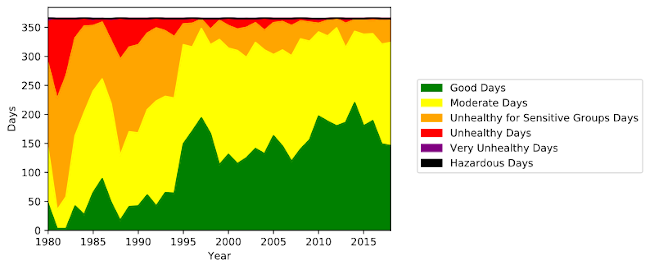 350
300
250
200
150
100
50
0
Days
1980 1985 1990 1995 2000 2005 2010 2015
Year
Good Days
Moderate Days
Unhealthy for Sensitive Groups Days
Unhealthy Days
Very Unhealthy Days
Hazardous Days